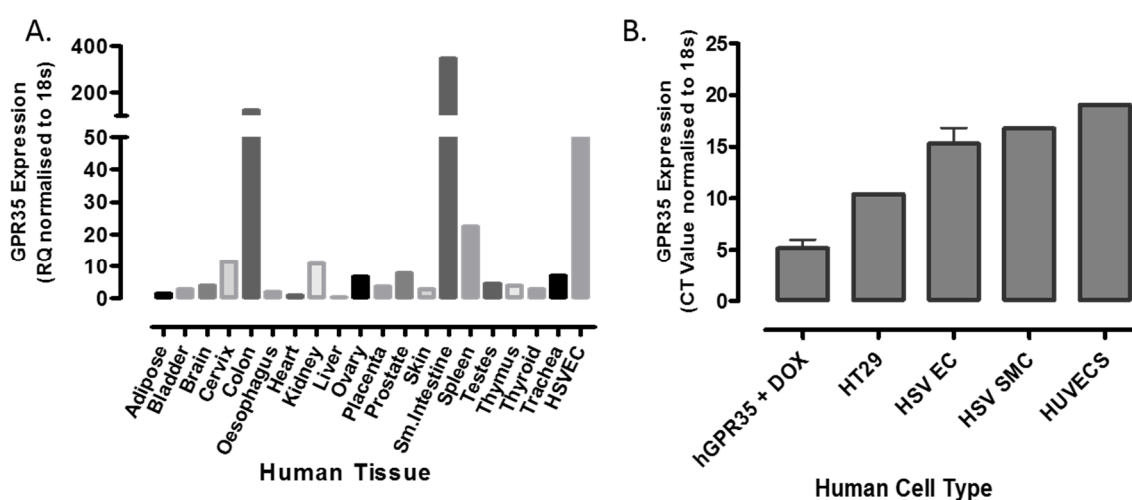 A.
GPR35 Expression
(RQ normalised to 18s)
400
200
50
40
30
20
10
0
Adipose
Bladder
Brain
Cervix
Colon
Oesophagus
Heart
Kidney
Liver
Ovary
Placenta
Prostate
Skin
Sm.Intestine
Spleen
Testes
Thymus
Thyroid
Trachea
HSVEC
Human Tissue
B.
GPR35 Expression
(CT Value normalised to 18s)
25
20
15
10
5
0
hGPR35 + DOX
HT29
HSV EC
HSV SMC
HUVECS
Human Cell Type